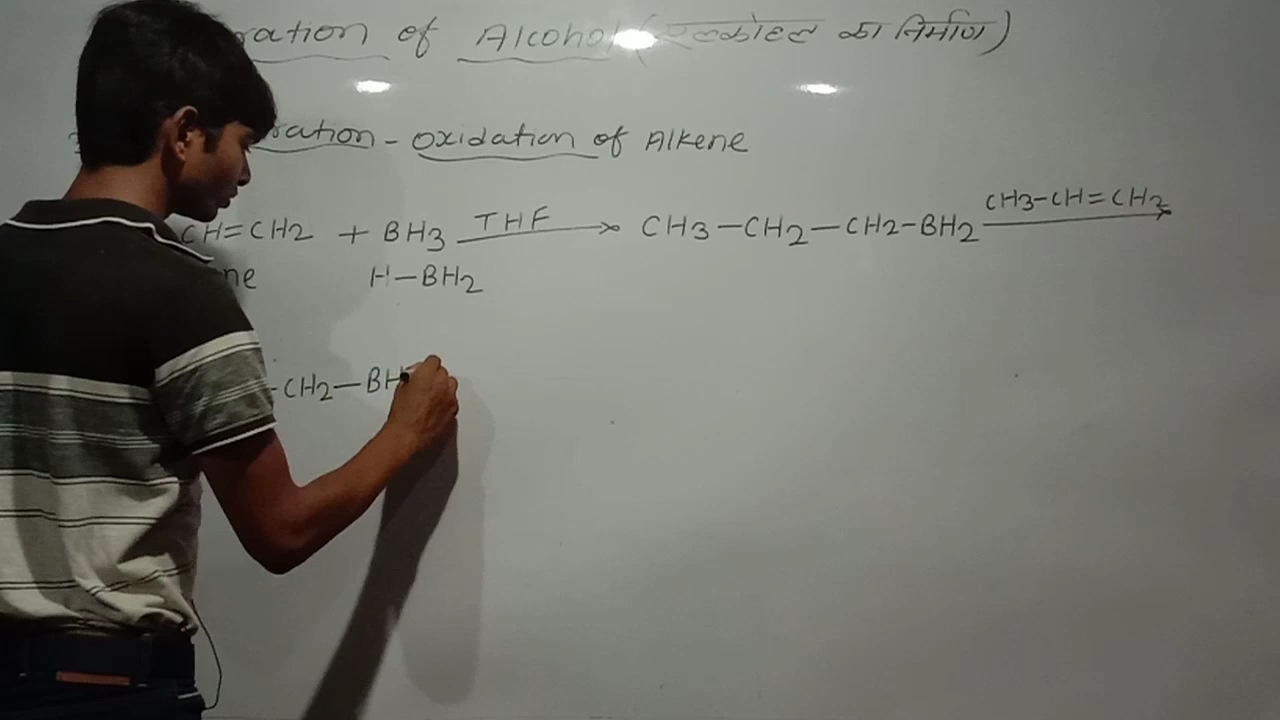 ration of Alcohol (एल्कोहल का निर्माण)
ration - oxidation of Alkene
CH=CH2 + BH3 THF → CH3-CH2-CH2-BH2 CH3-CH=CH2 →
ne H-BH2
-CH2-BH